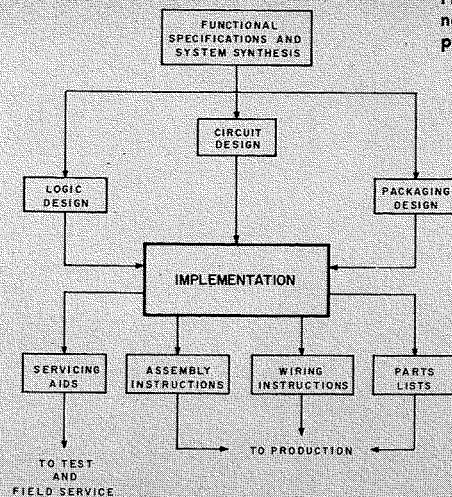 FUNCTIONAL
SPECIFICATIONS AND
SYSTEM SYNTHESIS
CIRCUIT
DESIGN
LOGIC
DESIGN
PACKAGING
DESIGN
IMPLEMENTATION
SERVICING
AIDS
ASSEMBLY
INSTRUCTIONS
WIRING
INSTRUCTIONS
PARTS
LISTS
TO PRODUCTION
TO TEST
AND
FIELD SERVICE